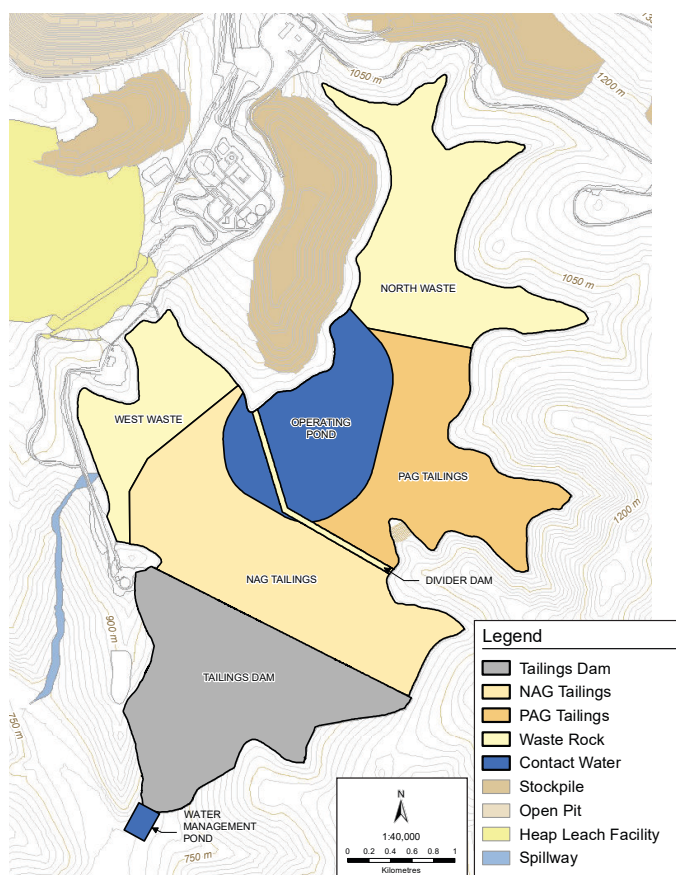 1050 m
1200 m
NORTH WASTE
1050 m
WEST WASTE
OPERATING
POND
PAG TAILINGS
1200 m
NAG TAILINGS
DIVIDER DAM
900 m
TAILINGS DAM
750 m
WATER
MANAGEMENT
POND
750 m
Legend
Tailings Dam
NAG Tailings
PAG Tailings
Waste Rock
Contact Water
Stockpile
Open Pit
Heap Leach Facility
Spillway
N
1:40,000
0 0.2 0.4 0.6 0.8 1
Kilometres